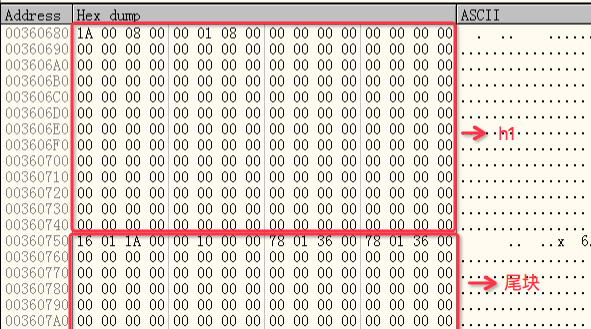 Address Hex dump ASCII
00360680 1A 00 08 00 00 01 08 00 00 00 00 00 00 00 00 00 . .. ......
00360690 00 00 00 00 00 00 00 00 00 00 00 00 00 00 00 00 ..............
003606A0 00 00 00 00 00 00 00 00 00 00 00 00 00 00 00 00 ..............
003606B0 00 00 00 00 00 00 00 00 00 00 00 00 00 00 00 00 ..............
003606C0 00 00 00 00 00 00 00 00 00 00 00 00 00 00 00 00 ..............
003606D0 00 00 00 00 00 00 00 00 00 00 00 00 00 00 00 00 ..............
003606E0 00 00 00 00 00 00 00 00 00 00 00 00 00 00 00 00 ..............
h1
003606F 00 00 00 00 00 00 00 00 00 00 00 00 00 00 00 00 ..............
00360700 00 00 00 00 00 00 00 00 00 00 00 00 00 00 00 00 ..............
00360710 00 00 00 00 00 00 00 00 00 00 00 00 00 00 00 00 ..............
00360720 00 00 00 00 00 00 00 00 00 00 00 00 00 00 00 00 ..............
00360730 00 00 00 00 00 00 00 00 00 00 00 00 00 00 00 00 ..............
00360740 00 00 00 00 00 00 00 00 00 00 00 00 00 00 00 00 ..............
00360750 16 01 1A 00 00 10 00 00 78 01 36 00 78 01 36 00 .. ..x 6.
00360760 00 00 00 00 00 00 00 00 00 00 00 00 00 00 00 00 ..............
00360770 00 00 00 00 00 00 00 00 00 00 00 00 00 00 00 00 ..............
00360780 00 00 00 00 00 00 00 00 00 00 00 00 00 00 00 00 ..............
尾块
00360790 00 00 00 00 00 00 00 00 00 00 00 00 00 00 00 00 ..............
003607A0 00 00 00 00 00 00 00 00 00 00 00 00 00 00 00 00 ..............